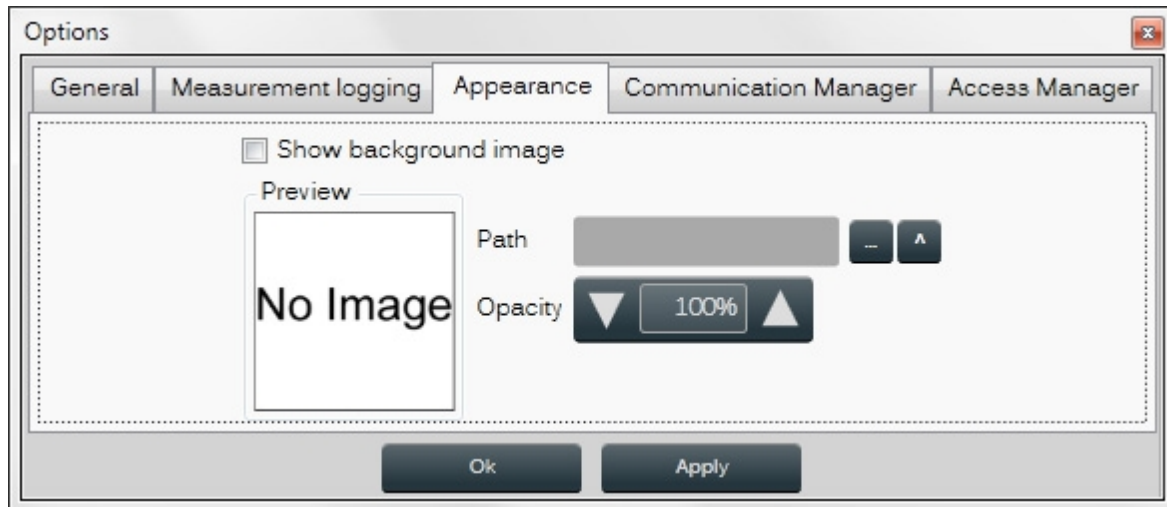 Options
General Measurement logging Appearance Communication Manager Access Manager
Show background image
Preview
No Image
Path ... ^
Opacity 100%
Ok Apply